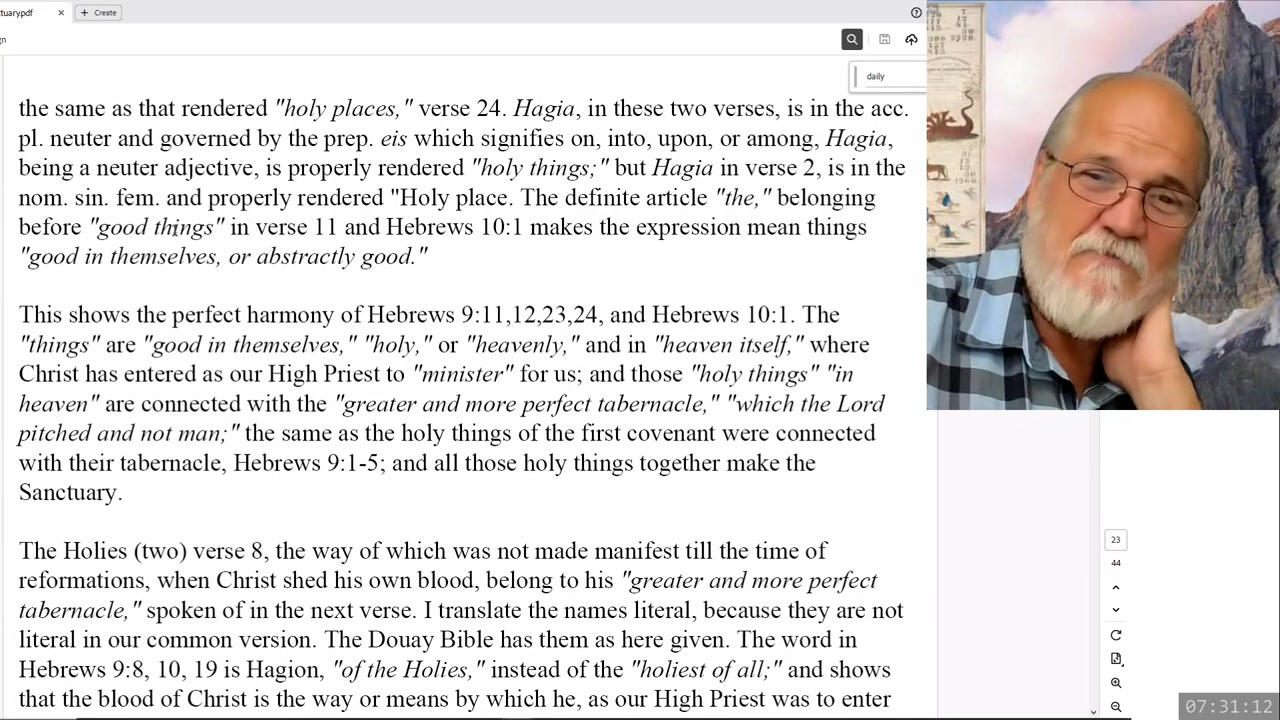 ctuary.pdf
Create
gn
daily
the same as that rendered "holy places," verse 24. Hagia, in these two verses, is in the acc.
pl. neuter and governed by the prep. eis which signifies on, into, upon, or among, Hagia,
being a neuter adjective, is properly rendered "holy things;" but Hagia in verse 2, is in the
nom. sin. fem. and properly rendered "Holy place. The definite article "the," belonging
before "good things" in verse 11 and Hebrews 10:1 makes the expression mean things
"good in themselves, or abstractly good."
This shows the perfect harmony of Hebrews 9:11,12,23,24, and Hebrews 10:1. The
"things" are "good in themselves," "holy," or "heavenly," and in "heaven itself," where
Christ has entered as our High Priest to "minister" for us; and those "holy things" "in
heaven" are connected with the "greater and more perfect tabernacle," "which the Lord
pitched and not man;" the same as the holy things of the first covenant were connected
with their tabernacle, Hebrews 9:1-5; and all those holy things together make the
Sanctuary.
The Holies (two) verse 8, the way of which was not made manifest till the time of
reformations, when Christ shed his own blood, belong to his "greater and more perfect
tabernacle," spoken of in the next verse. I translate the names literal, because they are not
literal in our common version. The Douay Bible has them as here given. The word in
Hebrews 9:8, 10, 19 is Hagion, "of the Holies," instead of the "holiest of all;" and shows
that the blood of Christ is the way or means by which he, as our High Priest was to enter
23
44
07:31:12